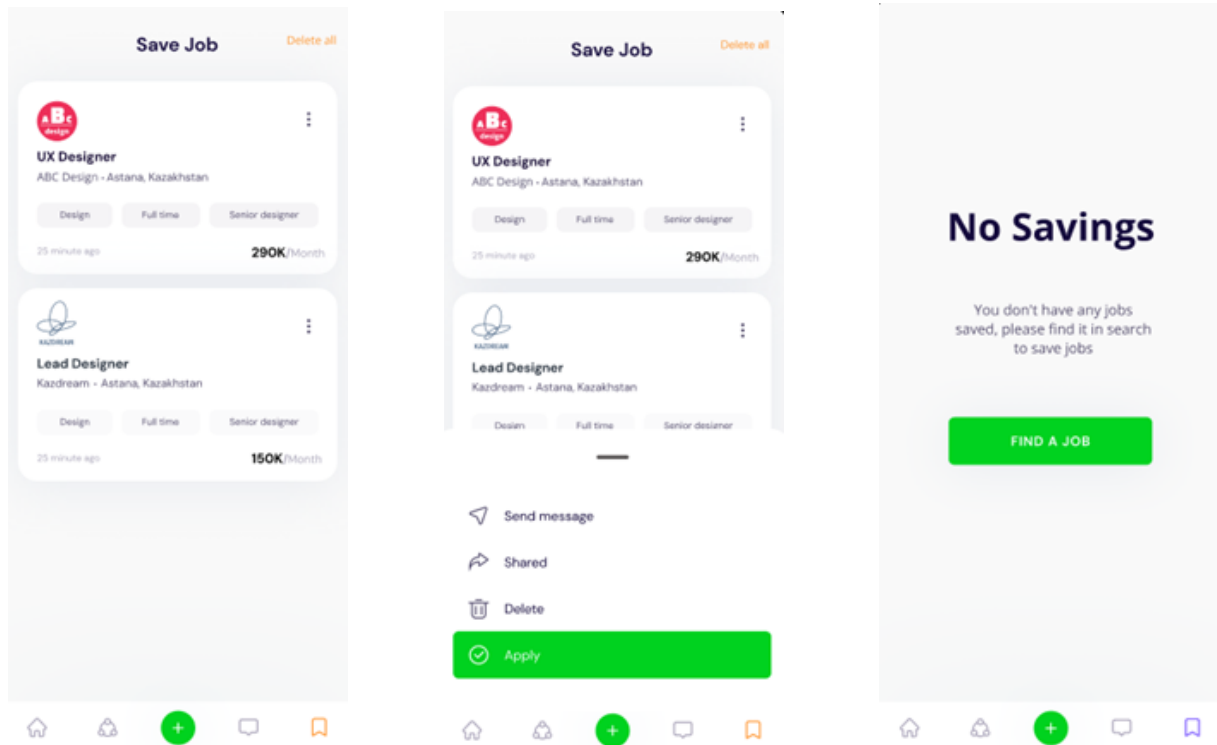 Save Job
Delete all
ABC
design
UX Designer
ABC Design • Astana, Kazakhstan
Design
Full time
Senior designer
25 minute ago
290K/Month
KAZDREAM
Lead Designer
Kazdream • Astana, Kazakhstan
Design
Full time
Senior designer
25 minute ago
150K/Month
Save Job
Delete all
ABC
design
UX Designer
ABC Design • Astana, Kazakhstan
Design
Full time
Senior designer
25 minute ago
290K/Month
KAZDREAM
Lead Designer
Kazdream • Astana, Kazakhstan
Design
Full time
Senior designer
Send message
Shared
Delete
Apply
No Savings
You don't have any jobs
saved, please find it in search
to save jobs
FIND A JOB